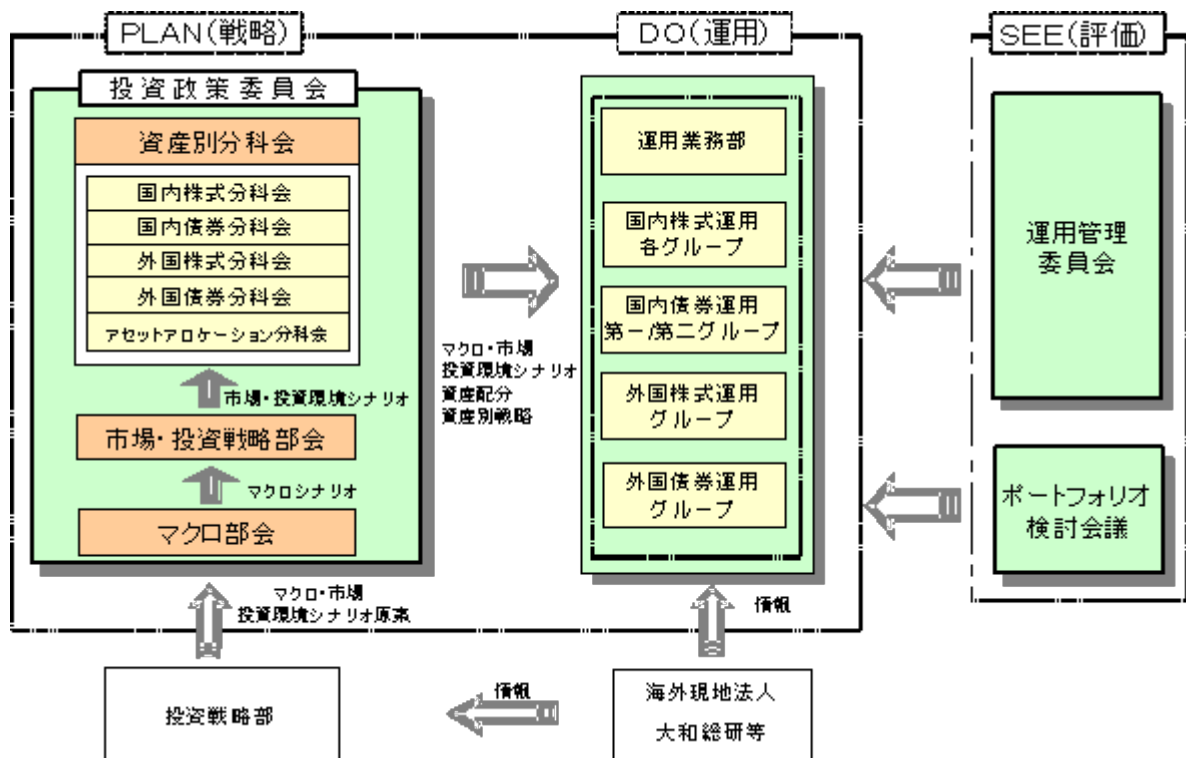 PLAN(戦略)
投資政策委員会
資産別分科会
国内株式分科会
国内債券分科会
外国株式分科会
外国債券分科会
アセットアロケーション分科会
市場・投資環境シナリオ
市場・投資戦略部会
マクロシナリオ
マクロ部会
マクロ・市場
投資環境シナリオ原案
投資戦略部
マクロ・市場
投資環境シナリオ
資産配分
資産別戦略
DO(運用)
運用業務部
国内株式運用
各グループ
国内債券運用
第一/第二グループ
外国株式運用
グループ
外国債券運用
グループ
情報
情報
海外現地法人
大和総研等
SEE(評価)
運用管理
委員会
ポートフォリオ
検討会議